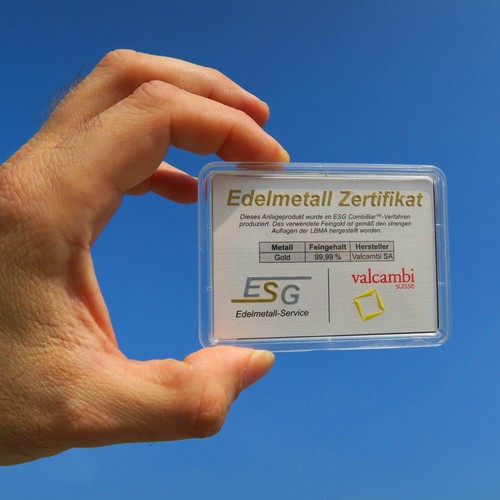 Edelmetall Zertifikat
Dieses Anlageprodukt wurde im ESG CombiBar™-Verfahren
produziert. Das verwendete Feingold ist gemäß den strengen
Auflagen der LBMA hergestellt worden.
Metall Feingehalt Hersteller
Gold 99,99 % Valcambi SA
ESG
Edelmetall-Service
valcambi
suisse